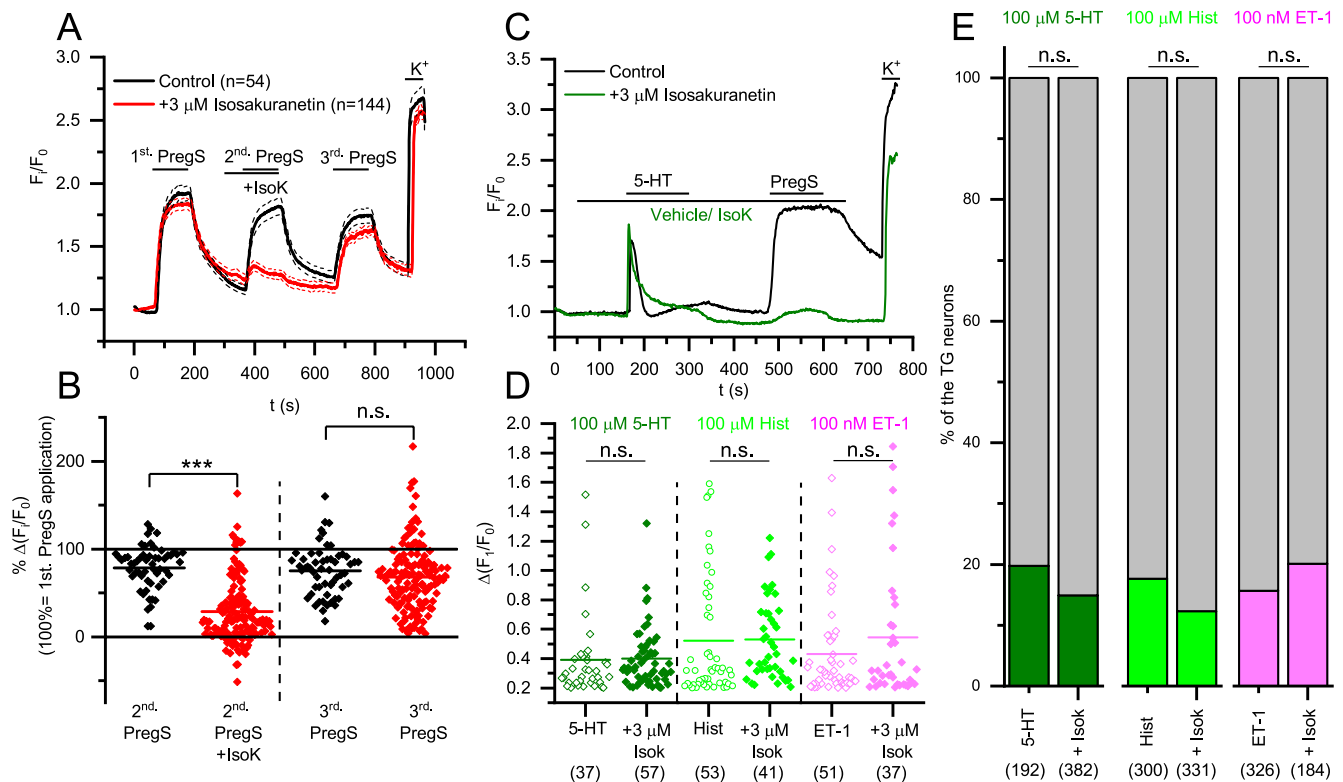 A
3.0
2.5
2.0
1.5
1.0
Fi/F0
Control (n=54)
+3 μM Isosakuranetin (n=144)
K+
1st. PregS
2nd. PregS
+IsoK
3rd. PregS
0
200
400
600
800
1000
t (s)
B
% Δ(Fi/F0)
(100%= 1st. PregS application)
200
100
0
***
n.s.
2nd.
PregS
2nd.
PregS
+IsoK
3rd.
PregS
3rd.
PregS
C
3.5
3.0
2.5
2.0
1.5
1.0
Fi/F0
Control
+3 μM Isosakuranetin
K+
5-HT
PregS
Vehicle/ IsoK
0
100
200
300
400
500
600
700
800
t (s)
D
100 μM 5-HT
100 μM Hist
100 nM ET-1
n.s.
n.s.
n.s.
Δ(F1/F0)
2.0
1.8
1.6
1.4
1.2
1.0
0.8
0.6
0.4
0.2
5-HT
+3 μM
Isok
Hist
+3 μM
Isok
ET-1
+3 μM
Isok
(37)
(57)
(53)
(41)
(51)
(37)
E
100 μM 5-HT
100 μM Hist
100 nM ET-1
n.s.
n.s.
n.s.
% of the TG neurons
100
80
60
40
20
0
5-HT
+ Isok
Hist
+ Isok
ET-1
+ Isok
(192)
(382)
(300)
(331)
(326)
(184)